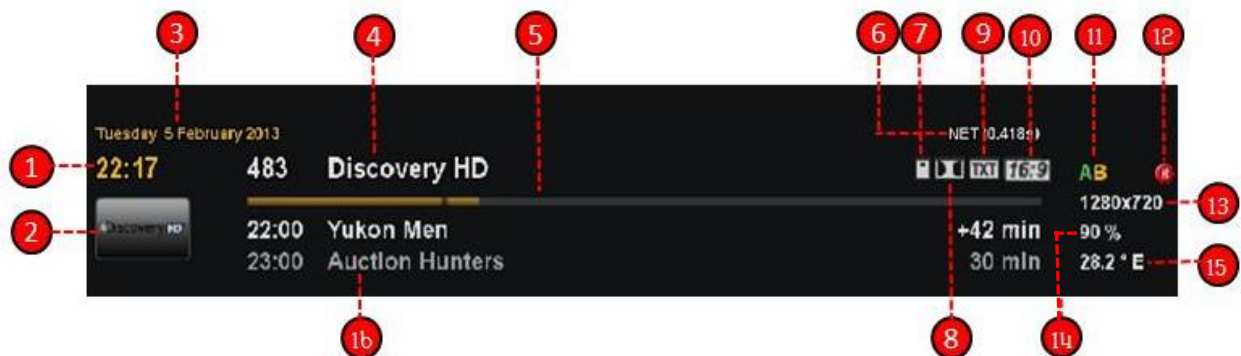 3 4 5 6 7 9 10 11 12
Tuesday 5 February 2013 NET (0.418s)
1 22:17 483 Discovery HD TXT 16:9 AB R
1280x720 13
2 Discovery HD 22:00 Yukon Men +42 min 90 %
23:00 Auction Hunters 30 min 28.2 ° E 15
16 8 14